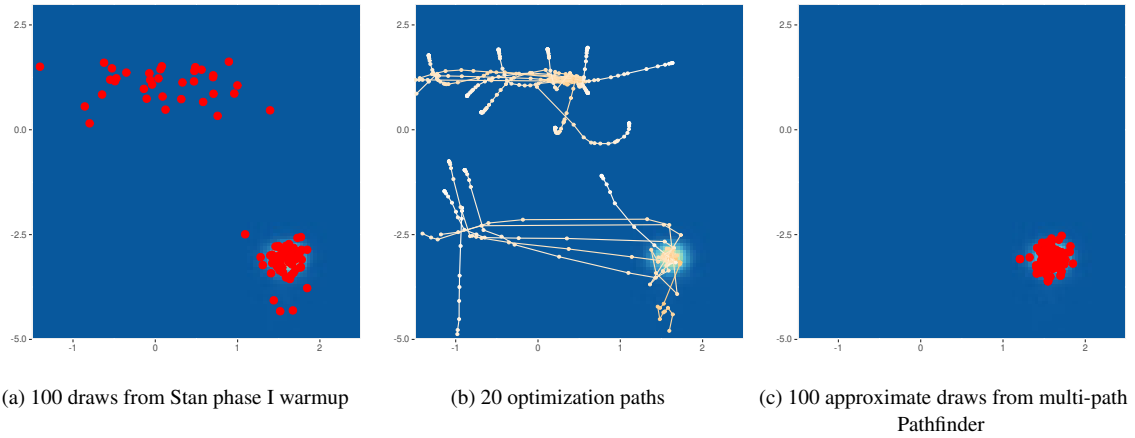 2.5
0.0
-2.5
-5.0
-1 0 1 2
2.5
0.0
-2.5
-5.0
-1 0 1 2
2.5
0.0
-2.5
-5.0
-1 0 1 2
(a) 100 draws from Stan phase I warmup
(b) 20 optimization paths
(c) 100 approximate draws from multi-path
Pathfinder